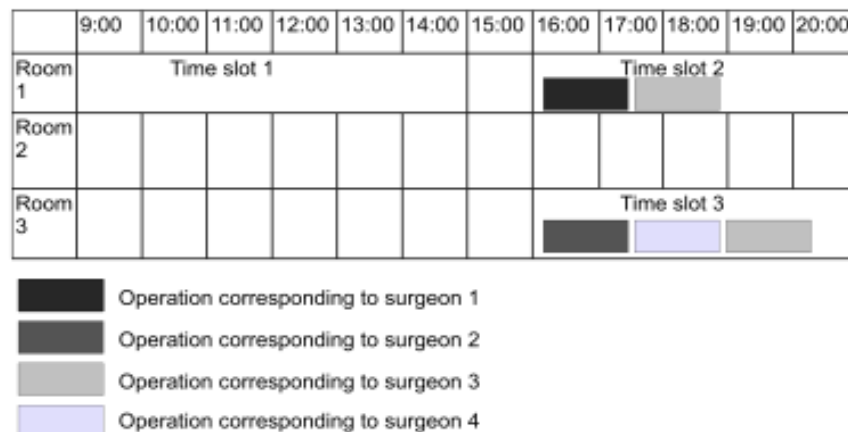 9:00 10:00 11:00 12:00 13:00 14:00 15:00 16:00 17:00 18:00 19:00 20:00
Room 1 Time slot 1 Time slot 2
Room 2
Room 3 Time slot 3
Operation corresponding to surgeon 1
Operation corresponding to surgeon 2
Operation corresponding to surgeon 3
Operation corresponding to surgeon 4